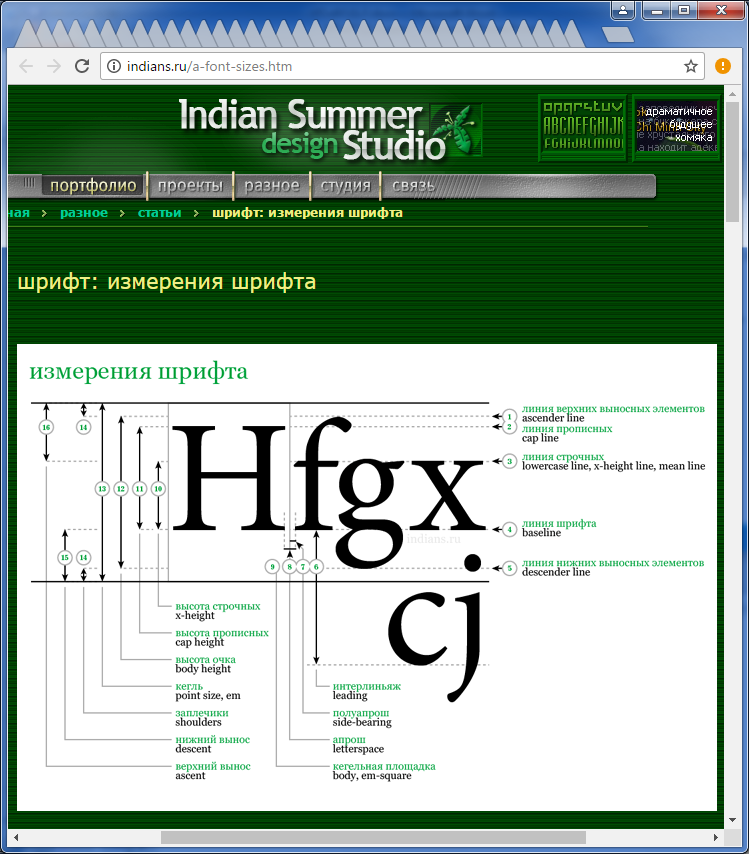 indians.ru/a-font-sizes.htm
Indian Summer
design Studio
opqrstuv
ABCDEFGHIJK
FGHIJKLMNO
драматичное
будущее
хомяка
портфолио
проекты
разное
студия
связь
ная > разное > статьи > шрифт: измерения шрифта
шрифт: измерения шрифта
измерения шрифта
Hfgx
cj
indians.ru
16
14
13
12
11
10
15
14
9
8
7
6
1
линия верхних выносных элементов
ascender line
2
линия прописных
cap line
3
линия строчных
lowercase line, x-height line, mean line
4
линия шрифта
baseline
5
линия нижних выносных элементов
descender line
высота строчных
x-height
высота прописных
cap height
высота очка
body height
кегль
point size, em
заплечики
shoulders
нижний вынос
descent
верхний вынос
ascent
интерлиньяж
leading
полуапрош
side-bearing
апрош
letterspace
кегельная площадка
body, em-square